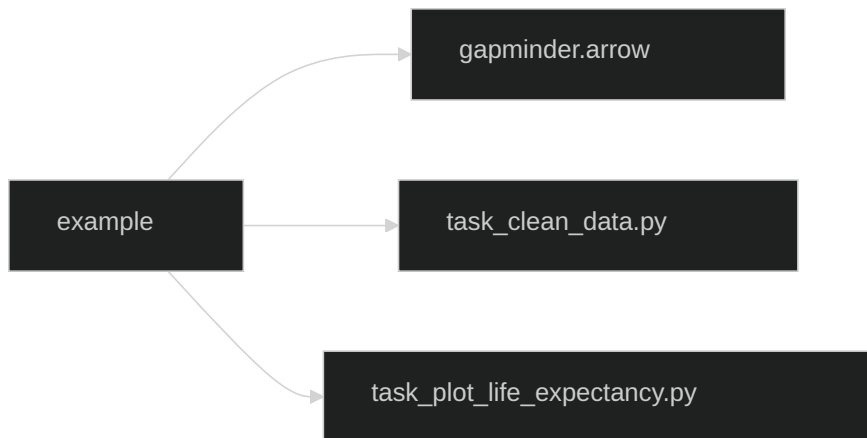 gapminder.arrow
example
task_clean_data.py
task_plot_life_expectancy.py